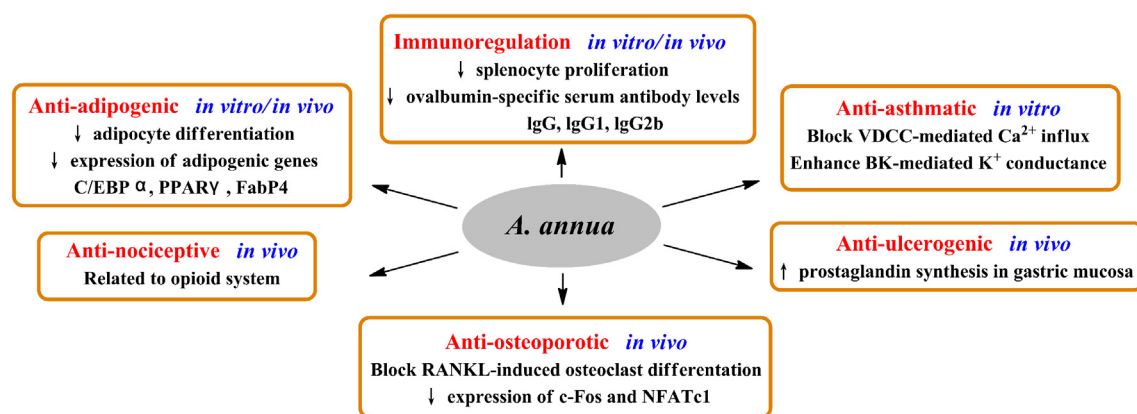 Immunoregulation in vitro/in vivo
↓ splenocyte proliferation
↓ ovalbumin-specific serum antibody levels
IgG, IgG1, IgG2b
Anti-adipogenic in vitro/in vivo
↓ adipocyte differentiation
↓ expression of adipogenic genes
C/EBP α, PPARγ, FabP4
Anti-asthmatic in vitro
Block VDCC-mediated Ca²⁺ influx
Enhance BK-mediated K⁺ conductance
A. annua
Anti-nociceptive in vivo
Related to opioid system
Anti-ulcerogenic in vivo
↑ prostaglandin synthesis in gastric mucosa
Anti-osteoporotic in vivo
Block RANKL-induced osteoclast differentation
↓ expression of c-Fos and NFATc1